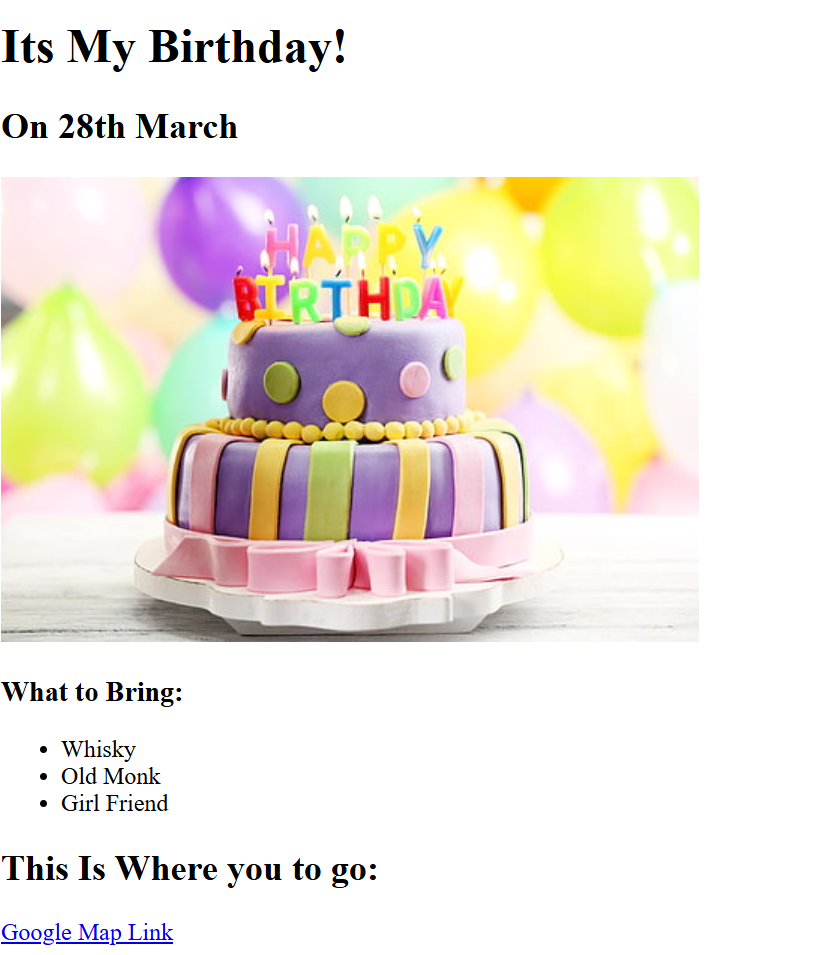 Its My Birthday!
On 28th March
HAPPY
BIRTHDAY
What to Bring:
Whisky
Old Monk
Girl Friend
This Is Where you to go:
Google Map Link